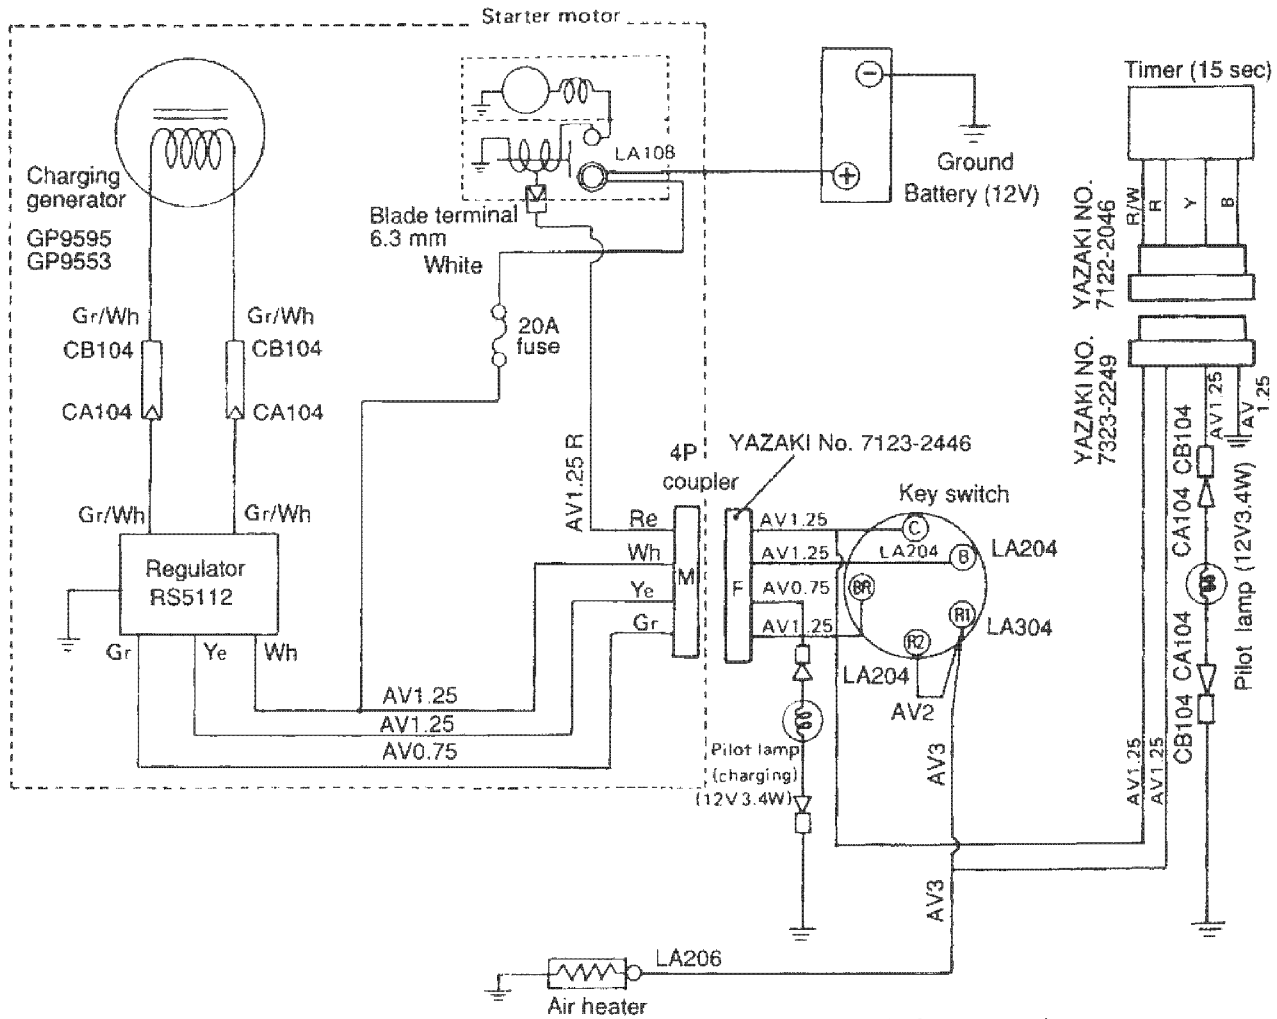 Starter motor
Charging
generator
GP9595
GP9553
Gr/Wh
Gr/Wh
CB104
CB104
CA104
CA104
Gr/Wh
Gr/Wh
Regulator
RS5112
Gr
Ye
Wh
AV1.25
AV1.25
AV0.75
LA108
Blade terminal
6.3 mm
White
20A
fuse
AV1.25 R
Re
Wh
Ye
Gr
4P
coupler
M
F
YAZAKI No. 7123-2446
Ground
Battery (12V)
Key switch
AV1.25
AV1.25
AV0.75
AV1.25
C
LA204
B
LA204
BR
R1
LA304
R2
LA204
AV2
AV3
AV3
Pilot lamp
(charging)
(12V3.4W)
LA206
Air heater
Timer (15 sec)
R/W
R
Y
B
YAZAKI NO.
7122-2046
YAZAKI NO.
7323-2249
AV1.25
AV
1.25
CB104
CA104
Pilot lamp (12V3.4W)
CA104
CB104
AV1.25
AV1.25